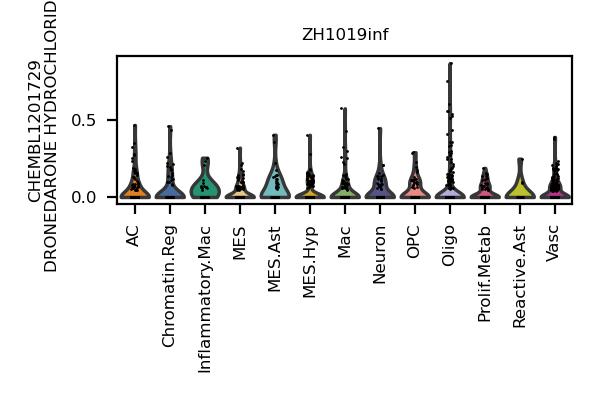 ZH1019inf
CHEMBL1201729
DRONEDARONE HYDROCHLORID
0.5
0.0
AC
Chromatin.Reg
Inflammatory.Mac
MES
MES.Ast
MES.Hyp
Mac
Neuron
OPC
Oligo
Prolif.Metab
Reactive.Ast
Vasc